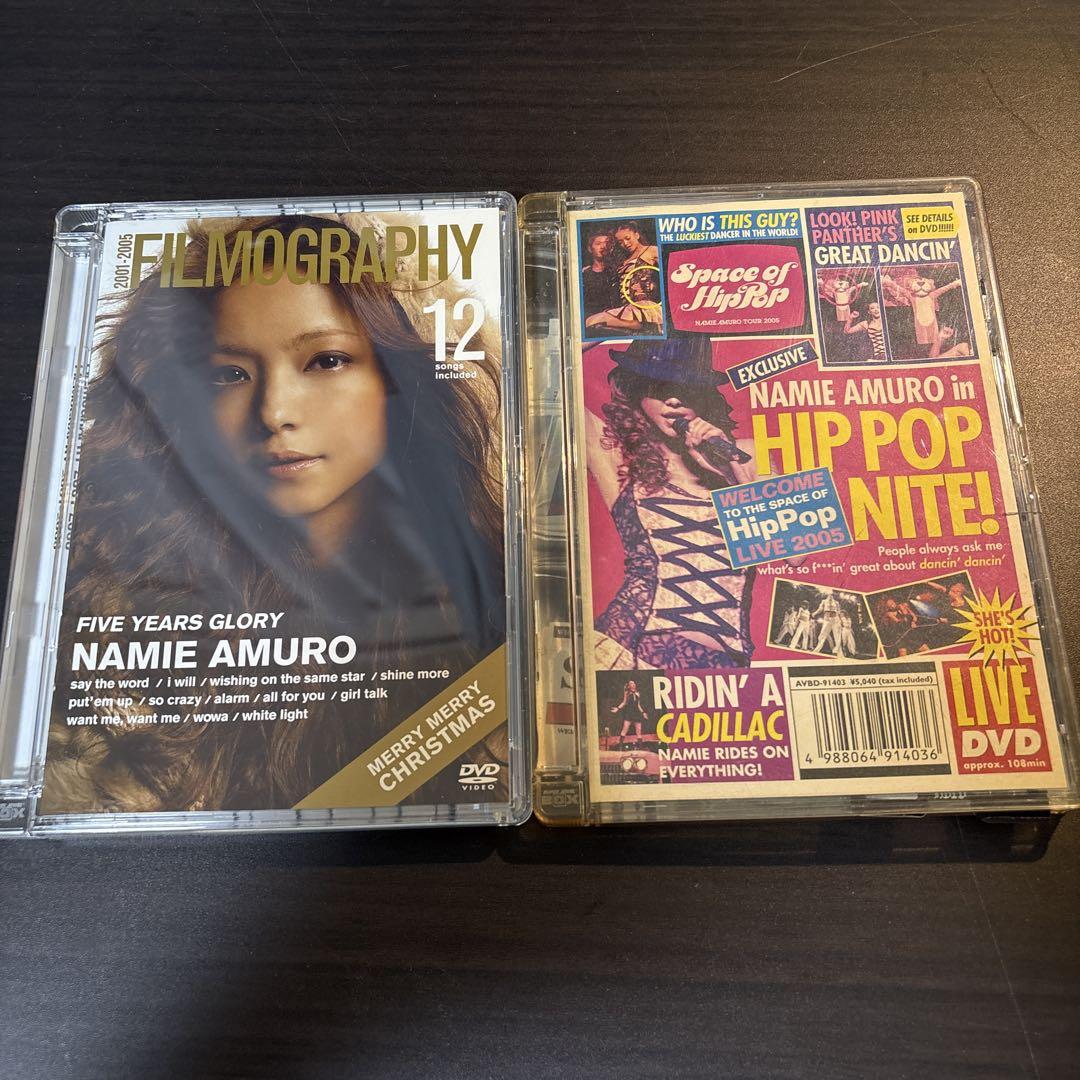 2001-2005
FILMOGRAPHY
12
songs
included
FIVE YEARS GLORY
NAMIE AMURO
say the word / i will / wishing on the same star / shine more
put'em up / so crazy / alarm / all for you / girl talk
want me, want me / wowa / white light
MERRY MERRY
CHRISTMAS
DVD
VIDEO
WHO IS THIS GUY?
THE LUCKIEST DANCER IN THE WORLD!
Space of
Hip Pop
NAMIE AMURO TOUR 2005
LOOK! PINK
PANTHER'S
GREAT DANCIN'
SEE DETAILS
on DVD!!!!!!
EXCLUSIVE
NAMIE AMURO in
HIP POP
NITE!
WELCOME
TO THE SPACE OF
HipPop
LIVE 2005
People always ask me
what's so f***in' great about dancin' dancin'
SHE'S
HOT!
RIDIN' A
CADILLAC
NAMIE RIDES ON
EVERYTHING!
AVBD-91403 ¥5,040 (tax included)
4 988064 914036
LIVE
DVD
approx. 108min